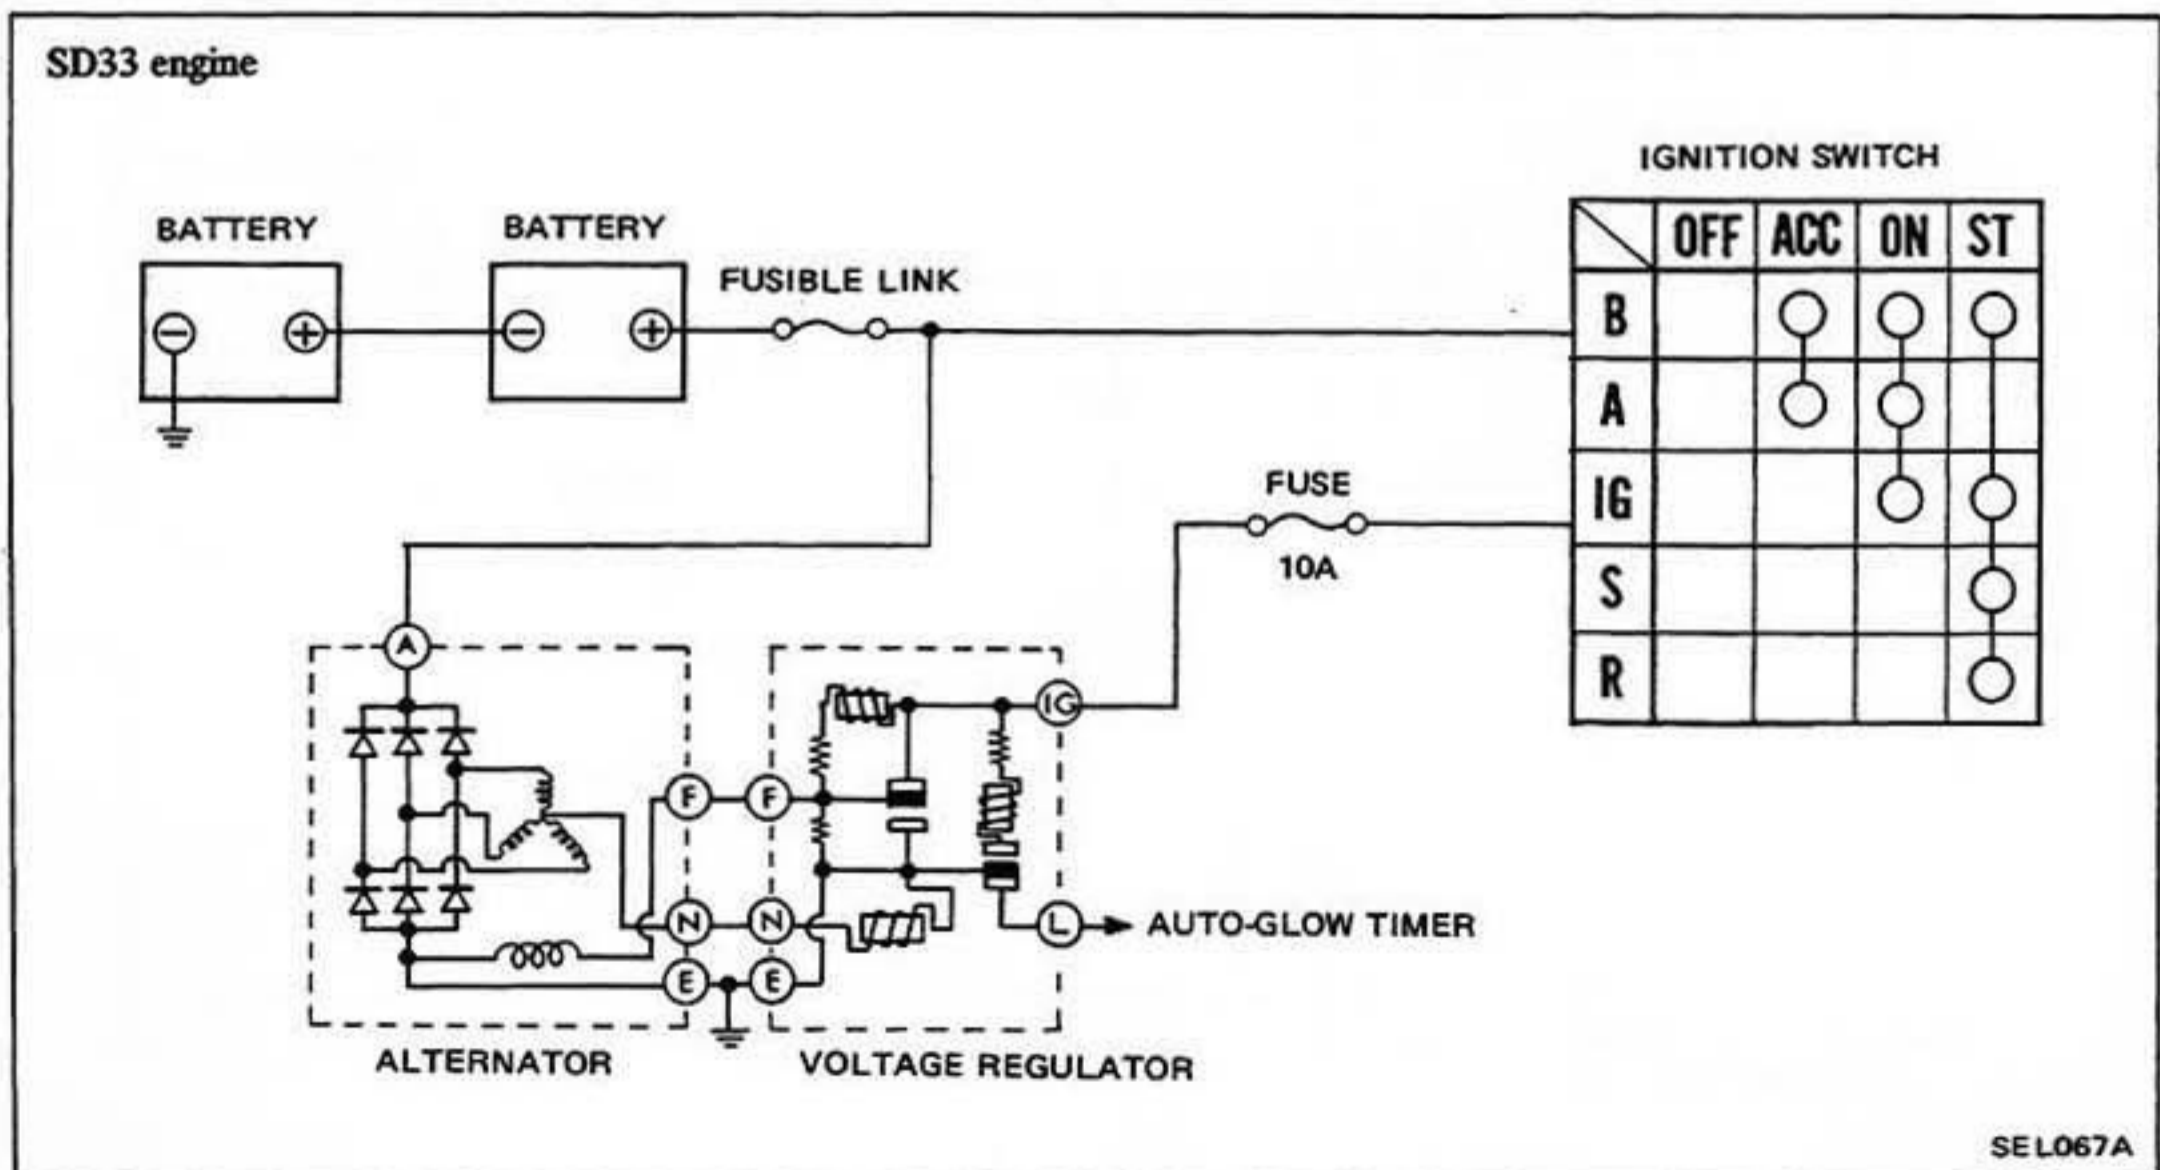 SD33 engine
IGNITION SWITCH
BATTERY
BATTERY
FUSIBLE LINK
OFF ACC ON ST
B
A
IG
S
R
FUSE
10A
A
IG
F F
N N
L AUTO-GLOW TIMER
E E
ALTERNATOR
VOLTAGE REGULATOR
SEL067A